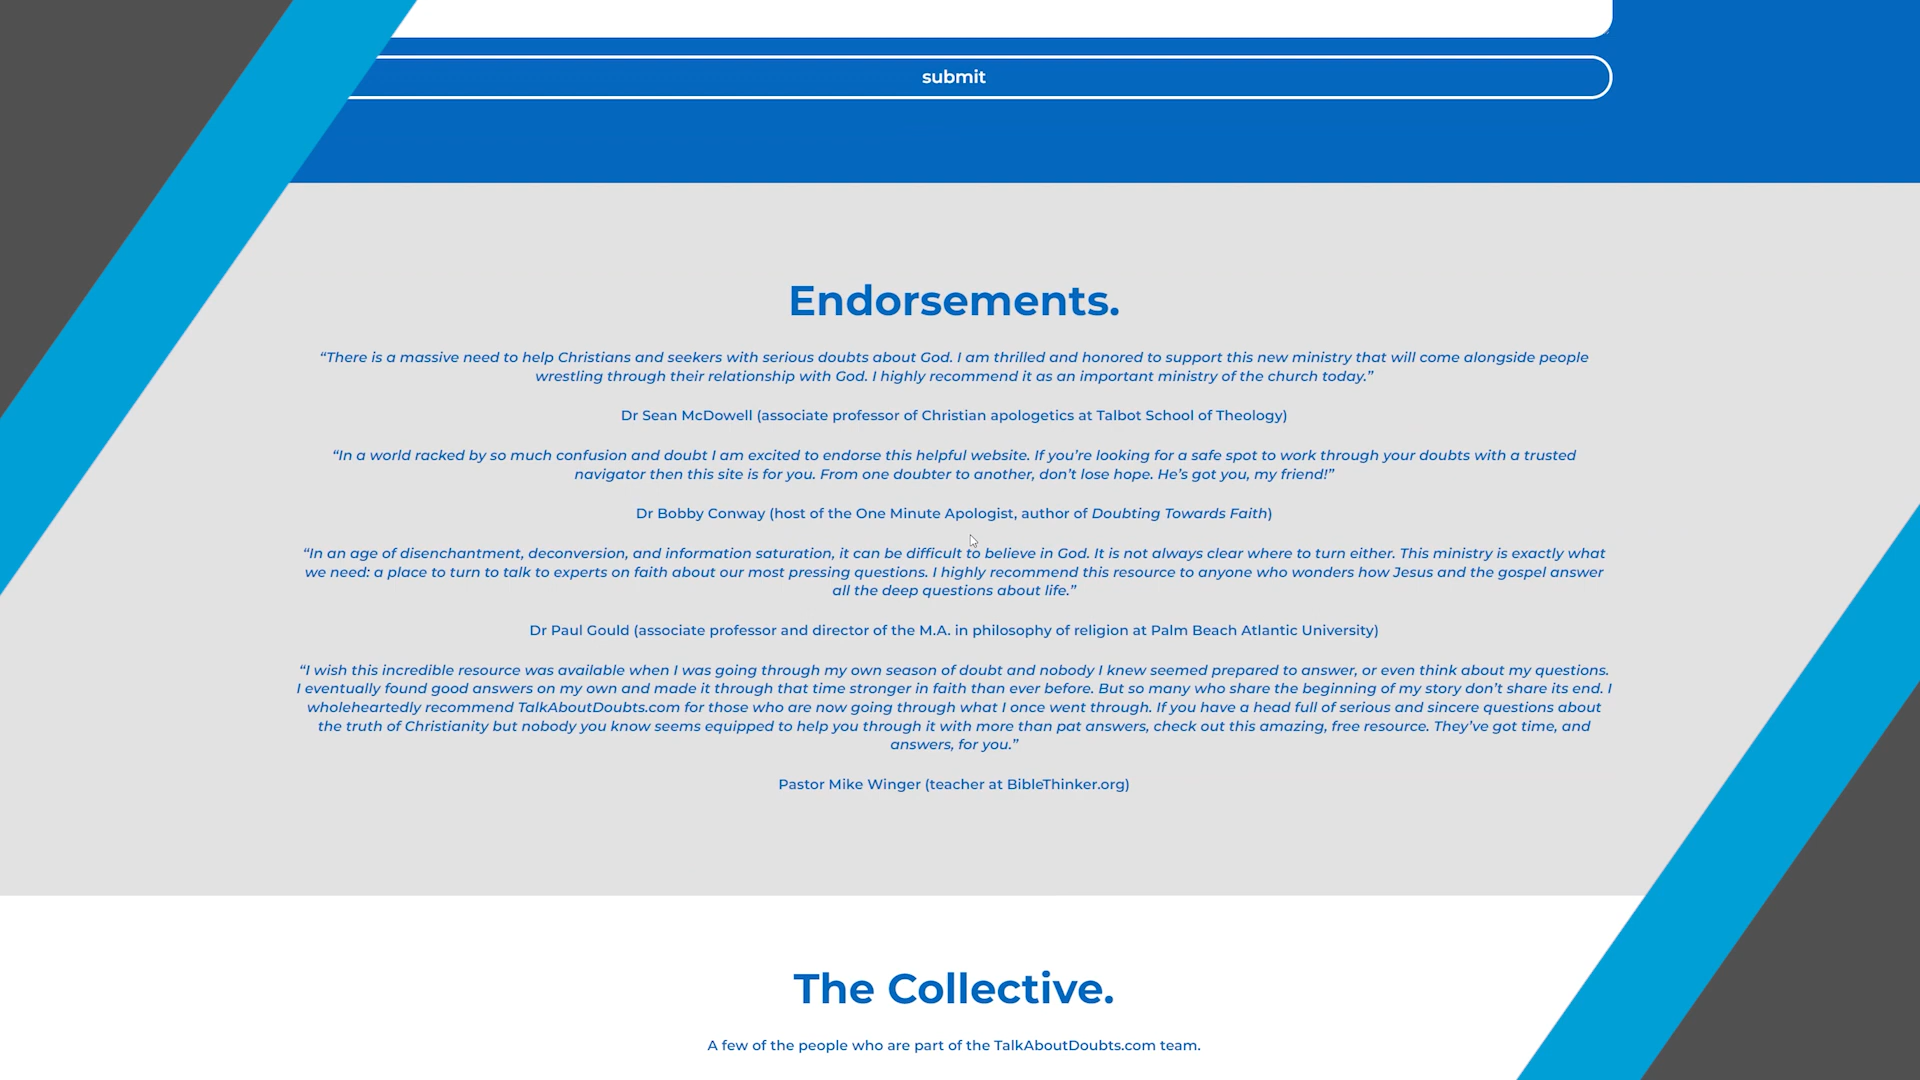 submit
Endorsements.
“There is a massive need to help Christians and seekers with serious doubts about God. I am thrilled and honored to support this new ministry that will come alongside people
wrestling through their relationship with God. I highly recommend it as an important ministry of the church today.”
Dr Sean McDowell (associate professor of Christian apologetics at Talbot School of Theology)
“In a world racked by so much confusion and doubt I am excited to endorse this helpful website. If you’re looking for a safe spot to work through your doubts with a trusted
navigator then this site is for you. From one doubter to another, don’t lose hope. He’s got you, my friend!”
Dr Bobby Conway (host of the One Minute Apologist, author of Doubting Towards Faith)
“In an age of disenchantment, deconversion, and information saturation, it can be difficult to believe in God. It is not always clear where to turn either. This ministry is exactly what
we need: a place to turn to talk to experts on faith about our most pressing questions. I highly recommend this resource to anyone who wonders how Jesus and the gospel answer
all the deep questions about life.”
Dr Paul Gould (associate professor and director of the M.A. in philosophy of religion at Palm Beach Atlantic University)
“I wish this incredible resource was available when I was going through my own season of doubt and nobody I knew seemed prepared to answer, or even think about my questions.
I eventually found good answers on my own and made it through that time stronger in faith than ever before. But so many who share the beginning of my story don’t share its end. I
wholeheartedly recommend TalkAboutDoubts.com for those who are now going through what I once went through. If you have a head full of serious and sincere questions about
the truth of Christianity but nobody you know seems equipped to help you through it with more than pat answers, check out this amazing, free resource. They’ve got time, and
answers, for you.”
Pastor Mike Winger (teacher at BibleThinker.org)
The Collective.
A few of the people who are part of the TalkAboutDoubts.com team.